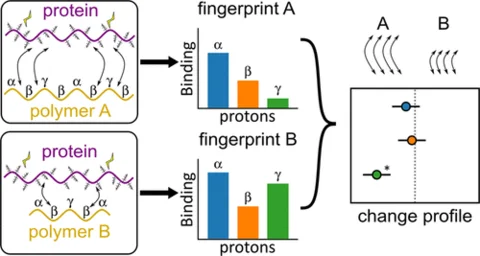 protein
α β γ β α β γ β
polymer A
fingerprint A
Binding
α
β
γ
protons
protein
α β γ β α
polymer B
fingerprint B
Binding
α
β
γ
protons
A B
*
change profile